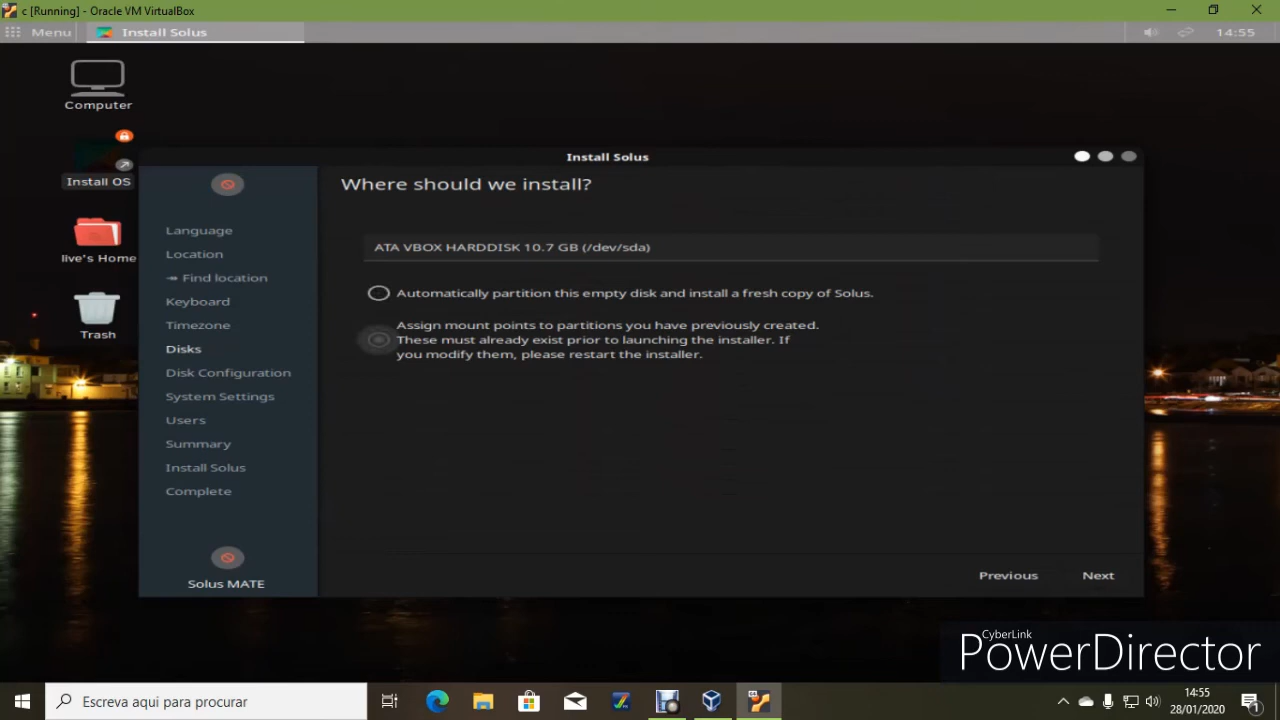 c [Running] - Oracle VM VirtualBox
Menu
Install Solus
14:55
Computer
Install OS
live's Home
Trash
Install Solus
Language
Location
↠ Find location
Keyboard
Timezone
Disks
Disk Configuration
System Settings
Users
Summary
Install Solus
Complete
Solus MATE
Where should we install?
ATA VBOX HARDDISK 10.7 GB (/dev/sda)
Automatically partition this empty disk and install a fresh copy of Solus.
Assign mount points to partitions you have previously created.
These must already exist prior to launching the installer. If
you modify them, please restart the installer.
Previous
Next
CyberLink
PowerDirector
Escreva aqui para procurar
14:55
28/01/2020
1